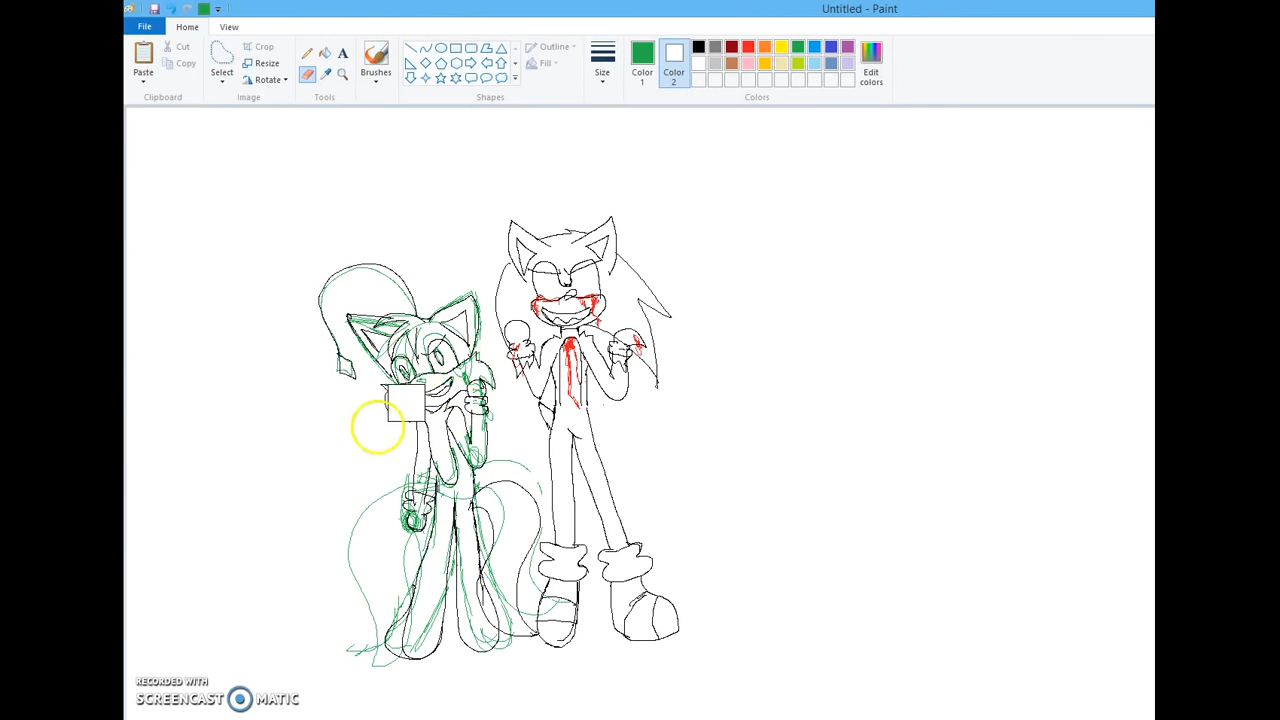 Untitled - Paint
File Home View
Paste
Cut
Copy
Clipboard
Select
Crop
Resize
Rotate
Image
A
Tools
Brushes
Outline
Fill
Shapes
Size
Color
1
Color
2
Edit
colors
Colors
RECORDED WITH
SCREENCAST MATIC